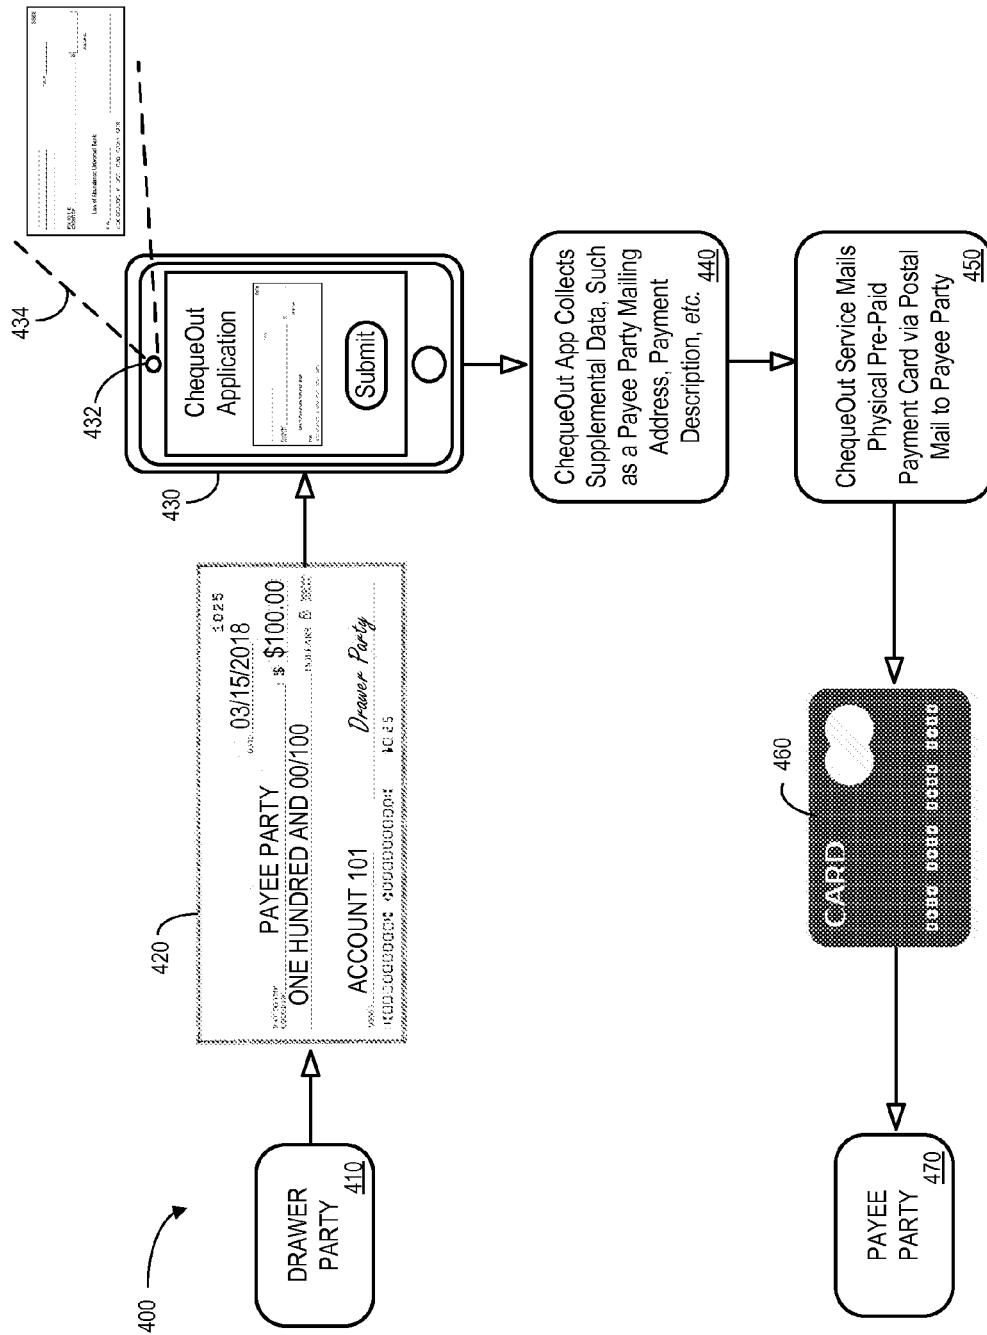 400
DRAWER
PARTY
410
420
1025
DATE 03/15/2018
PAYEE PARTY
$ $100.00
ONE HUNDRED AND 00/100
DOLLARS
ACCOUNT 101
Drawer Party
1025
430
432
434
ChequeOut
Application
Submit
ChequeOut App Collects
Supplemental Data, Such
as a Payee Party Mailing
Address, Payment
Description, etc.
440
ChequeOut Service Mails
Physical Pre-Paid
Payment Card via Postal
Mail to Payee Party
450
460
CARD
PAYEE
PARTY
470